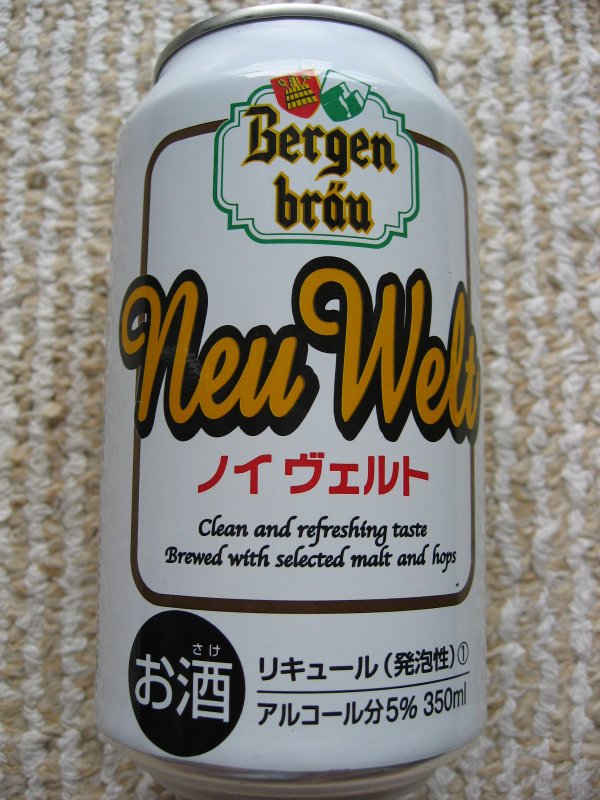 Bergen
bräu
Neu Welt
ノイ ヴェルト
Clean and refreshing taste
Brewed with selected malt and hops
さけ
お酒
リキュール(発泡性)①
アルコール分5% 350ml